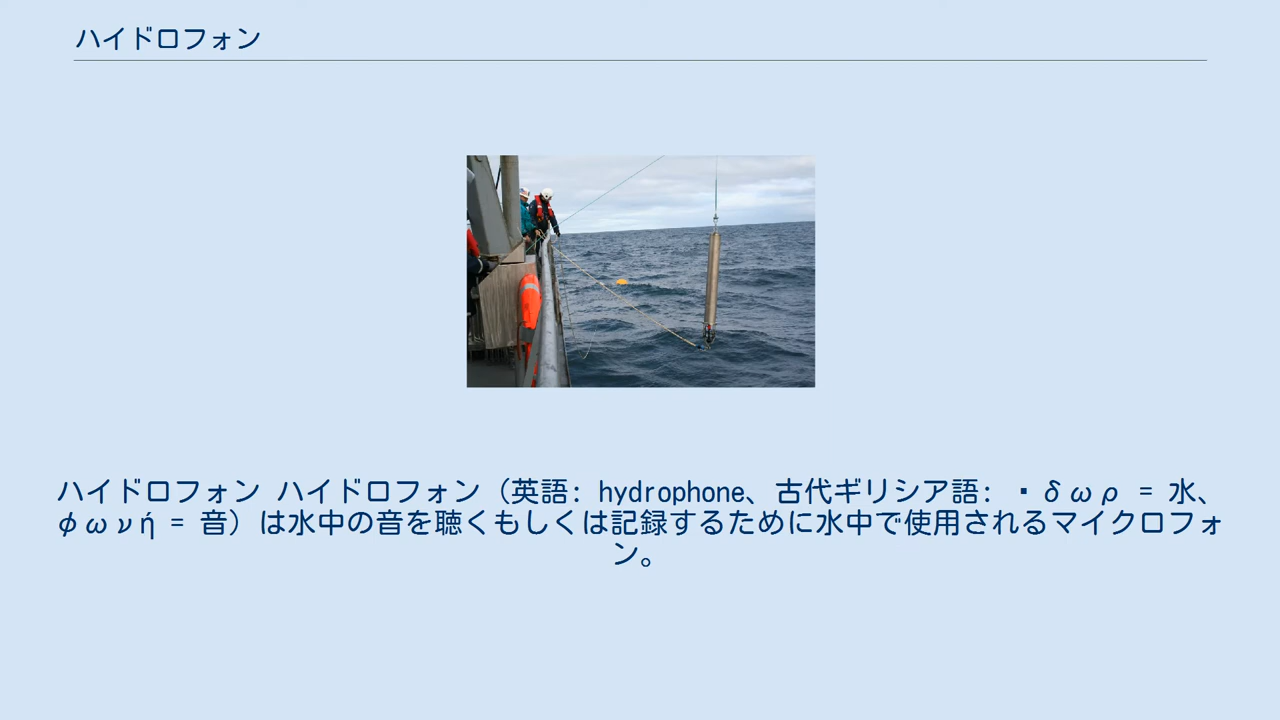 ハイドロフォン
ハイドロフォン ハイドロフォン（英語: hydrophone、古代ギリシア語: ▪δωρ = 水、
φωνή = 音）は水中の音を聴くもしくは記録するために水中で使用されるマイクロフォ
ン。